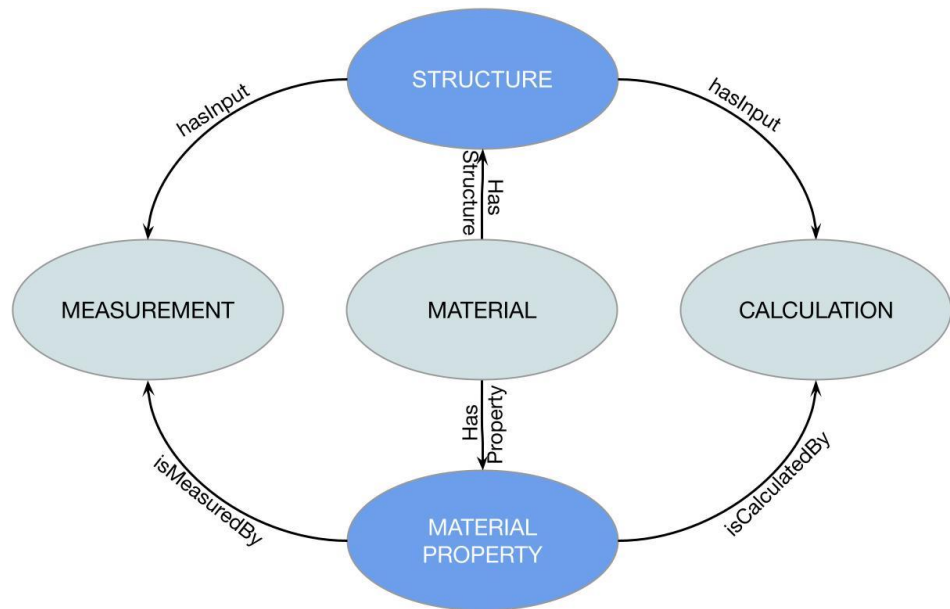 STRUCTURE
hasInput
hasInput
Has
Structure
MEASUREMENT
MATERIAL
CALCULATION
Has
Property
isMeasuredBy
isCalculatedBy
MATERIAL
PROPERTY